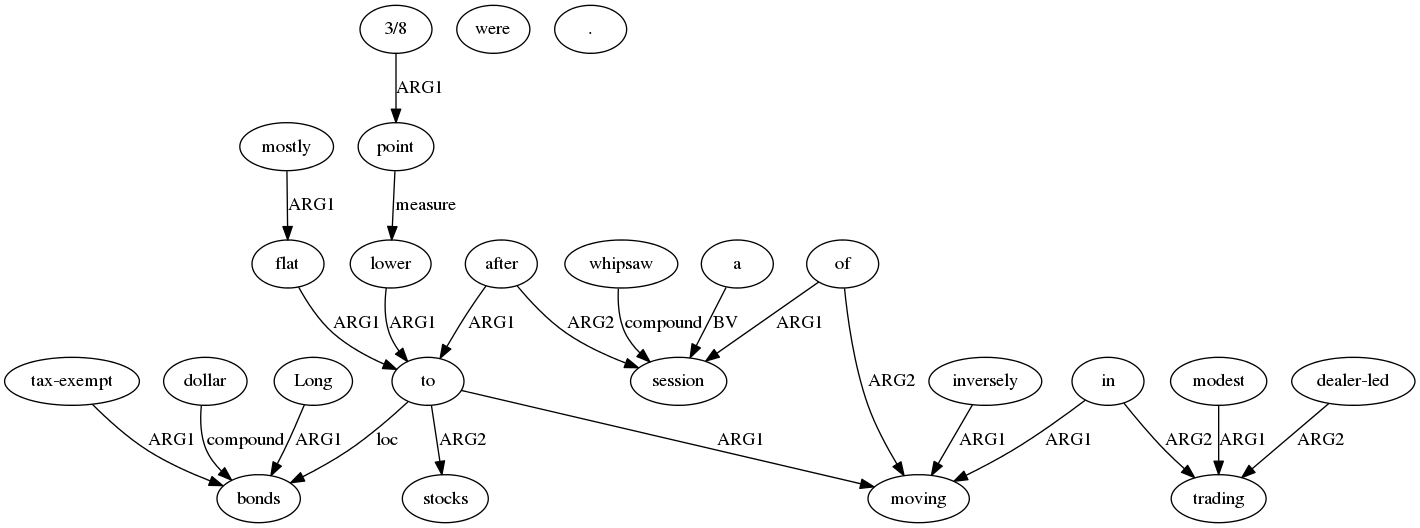 3/8 were .
ARG1
mostly point
ARG1 measure
flat lower after whipsaw a of
ARG1 ARG1 ARG1 ARG2 compound BV ARG1
tax-exempt dollar Long to session ARG2 inversely in modest dealer-led
ARG1 compound ARG1 loc ARG2 ARG1 ARG1 ARG1 ARG2 ARG1 ARG2
bonds stocks moving trading